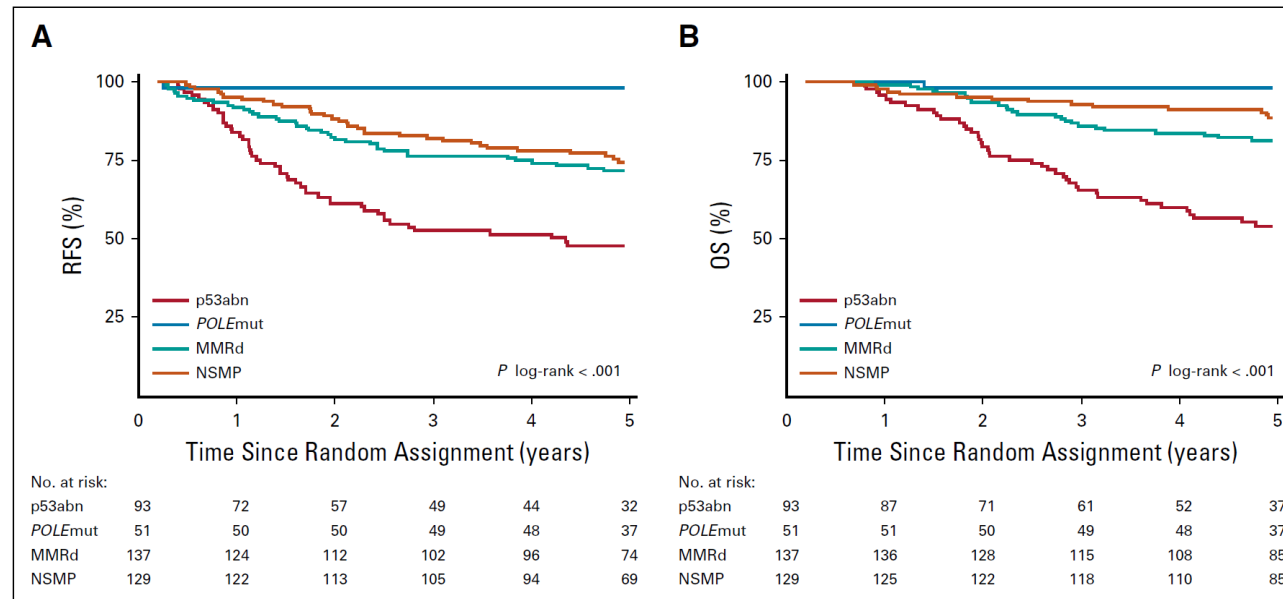 A
100
75
50
25
RFS (%)
p53abn
POLEmut
MMRd
NSMP
P log-rank < .001
0 1 2 3 4 5
Time Since Random Assignment (years)
No. at risk:
p53abn 93 72 57 49 44 32
POLEmut 51 50 50 49 48 37
MMRd 137 124 112 102 96 74
NSMP 129 122 113 105 94 69
B
100
75
50
25
OS (%)
p53abn
POLEmut
MMRd
NSMP
P log-rank < .001
0 1 2 3 4 5
Time Since Random Assignment (years)
No. at risk:
p53abn 93 87 71 61 52 37
POLEmut 51 51 50 49 48 37
MMRd 137 136 128 115 108 85
NSMP 129 125 122 118 110 85